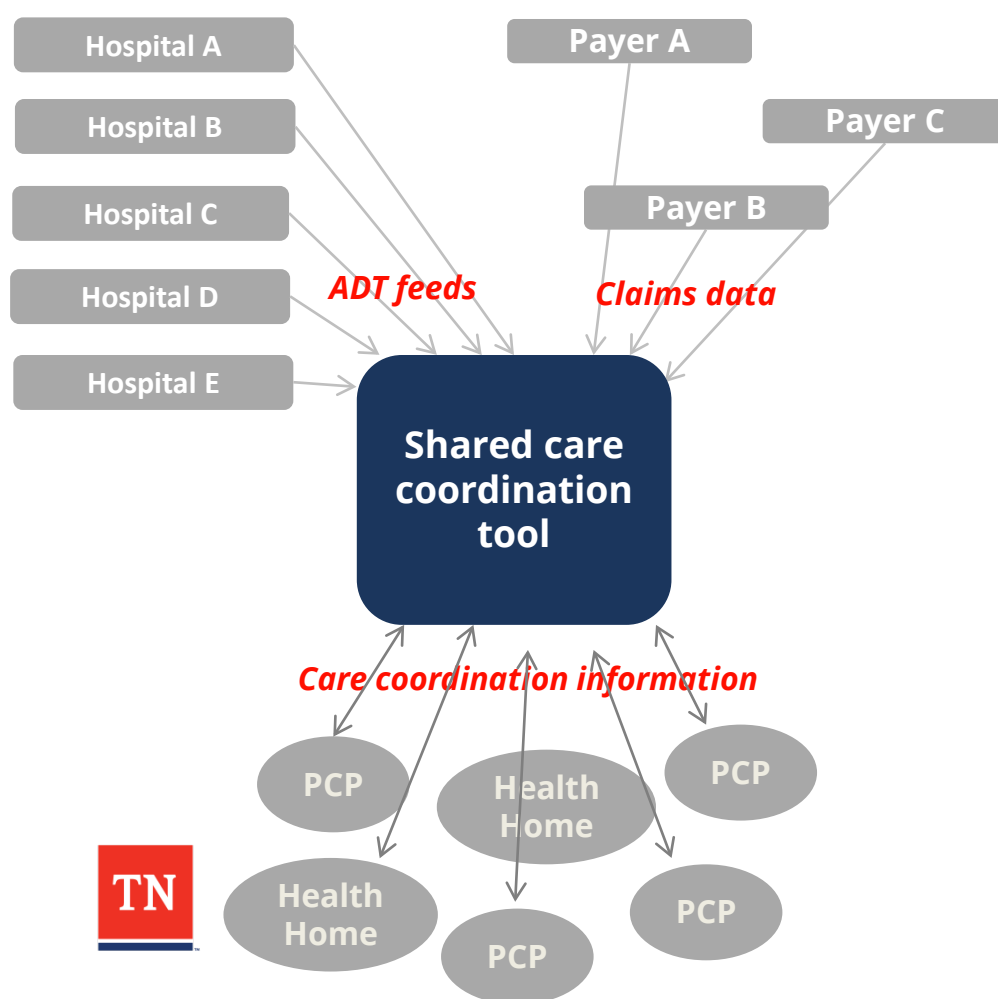 Hospital A
Payer A
Hospital B
Payer C
Hospital C
Payer B
Hospital D
ADT feeds
Claims data
Hospital E
Shared care
coordination
tool
Care coordination information
PCP
Health
Home
PCP
Health
Home
PCP
PCP
TN
™